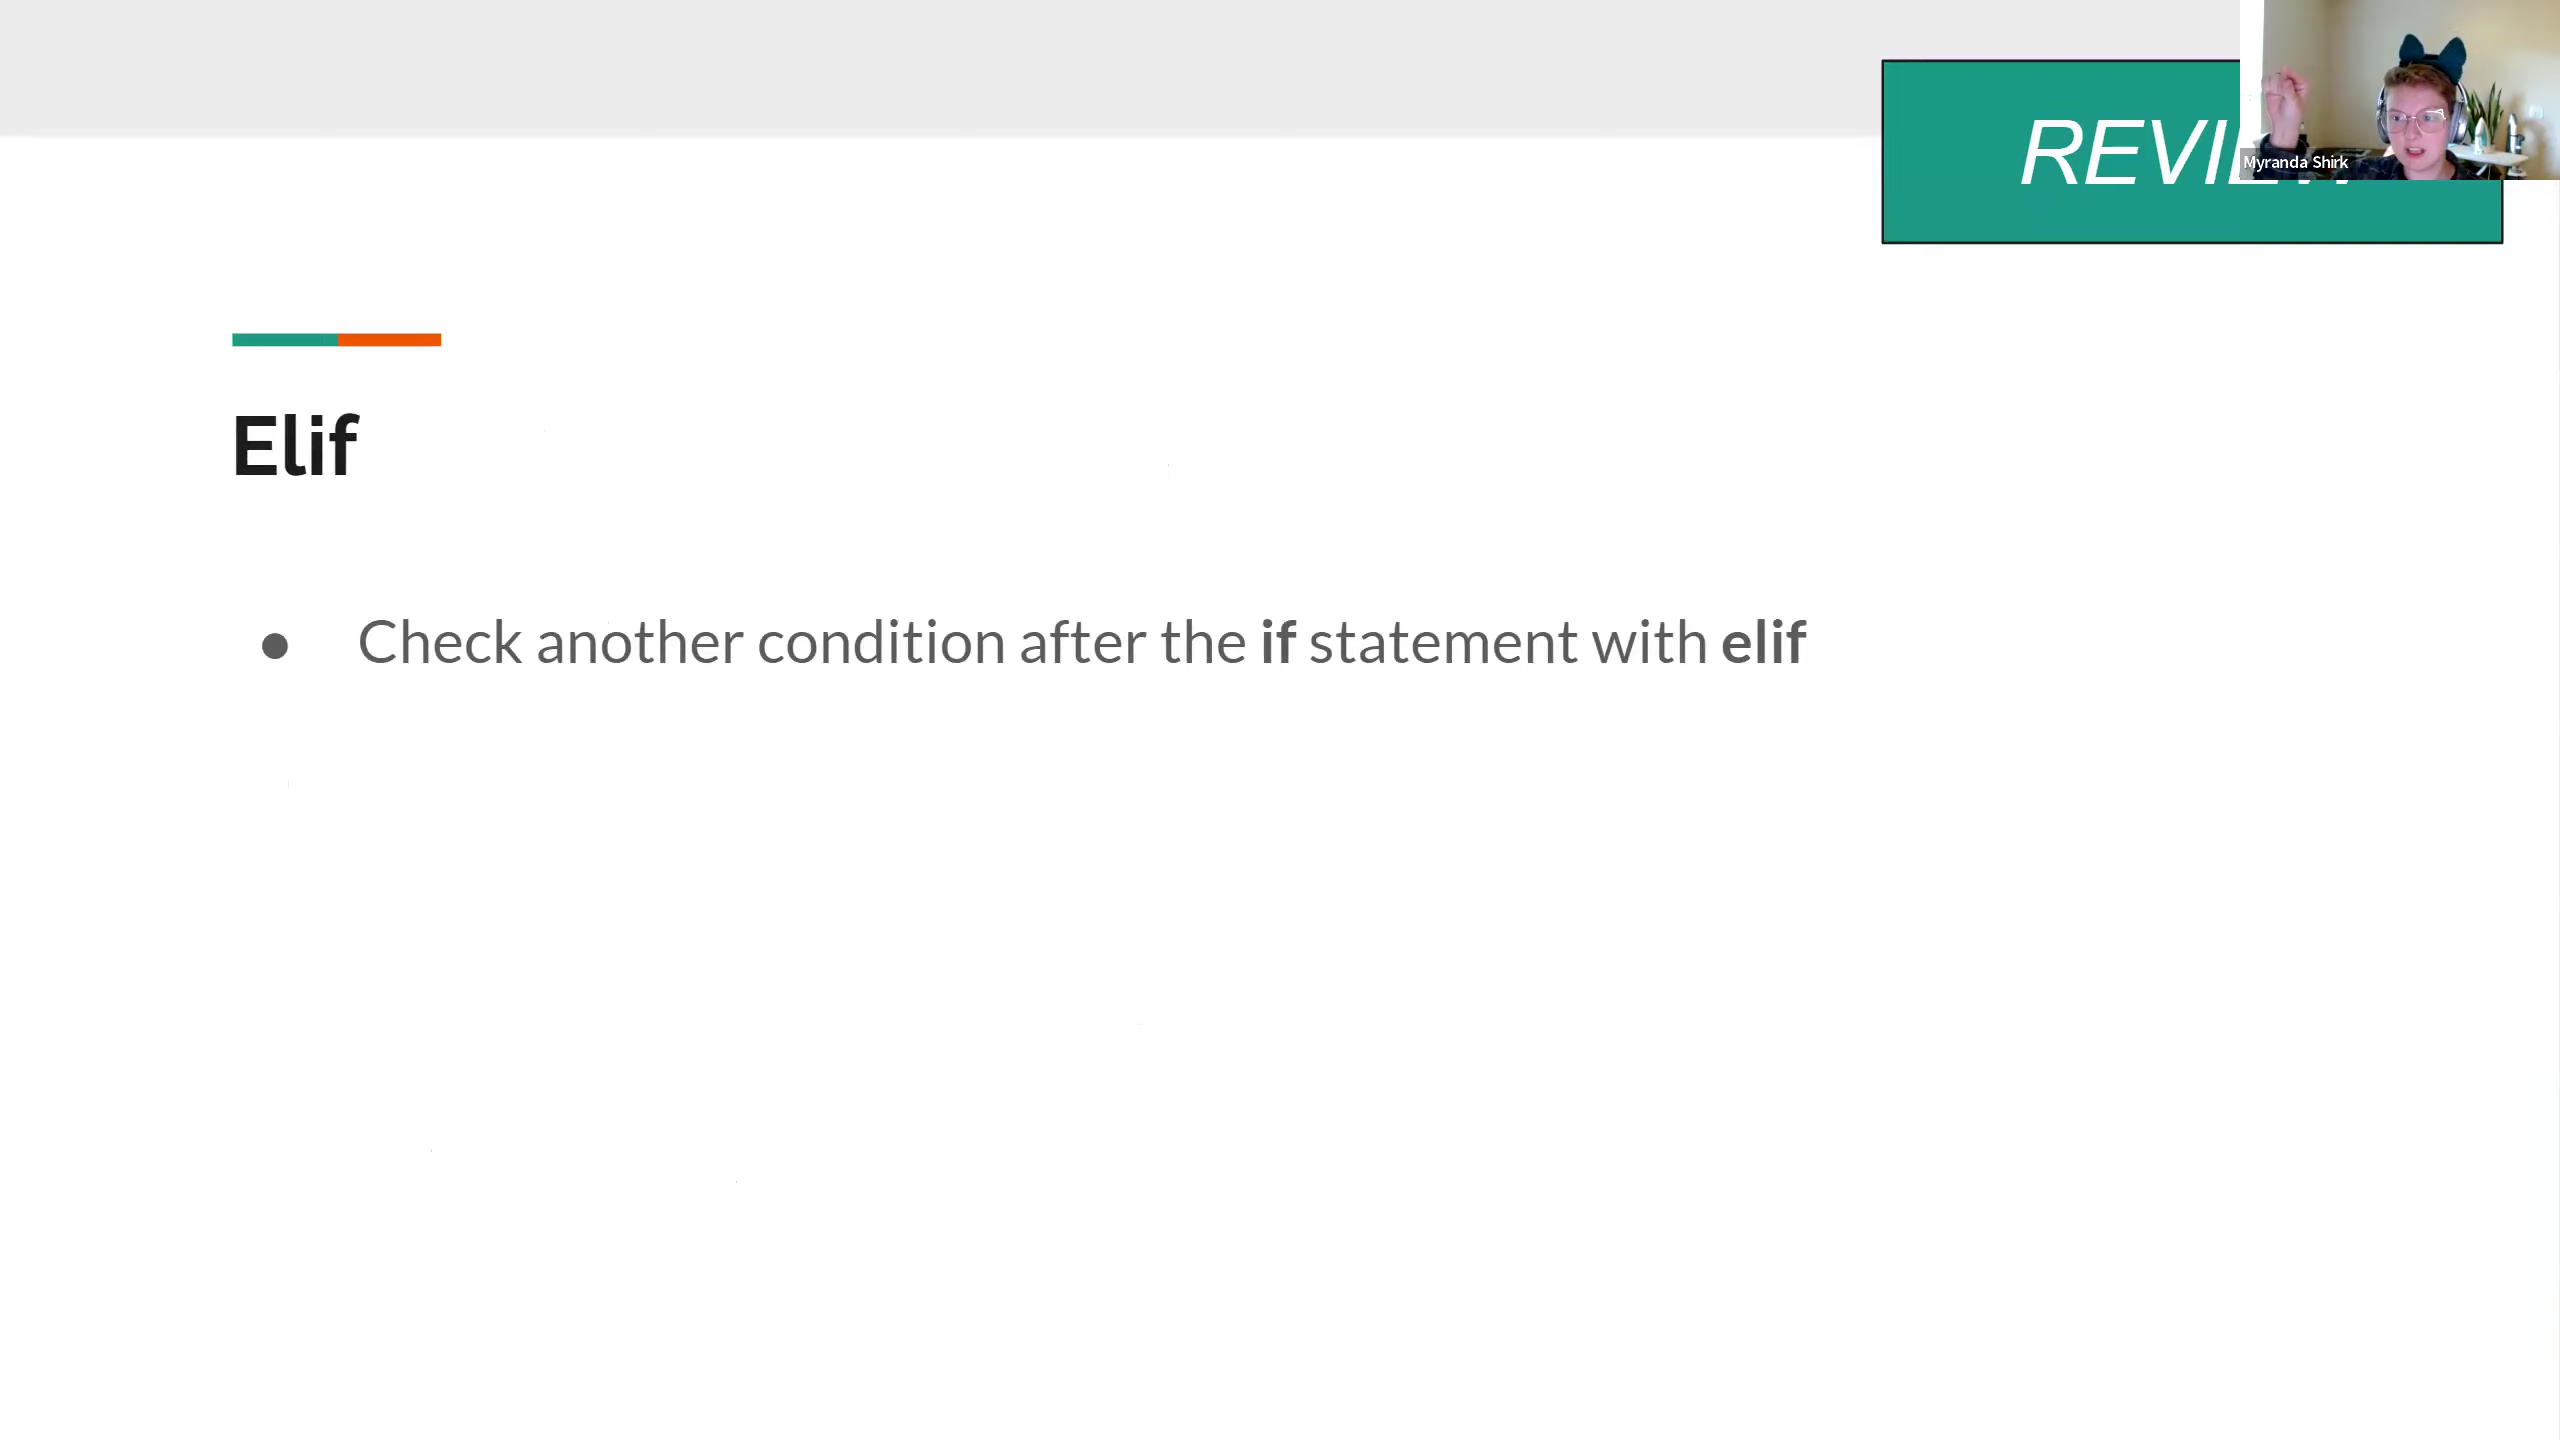 REVIEW
Myranda Shirk
Elif
● Check another condition after the if statement with elif